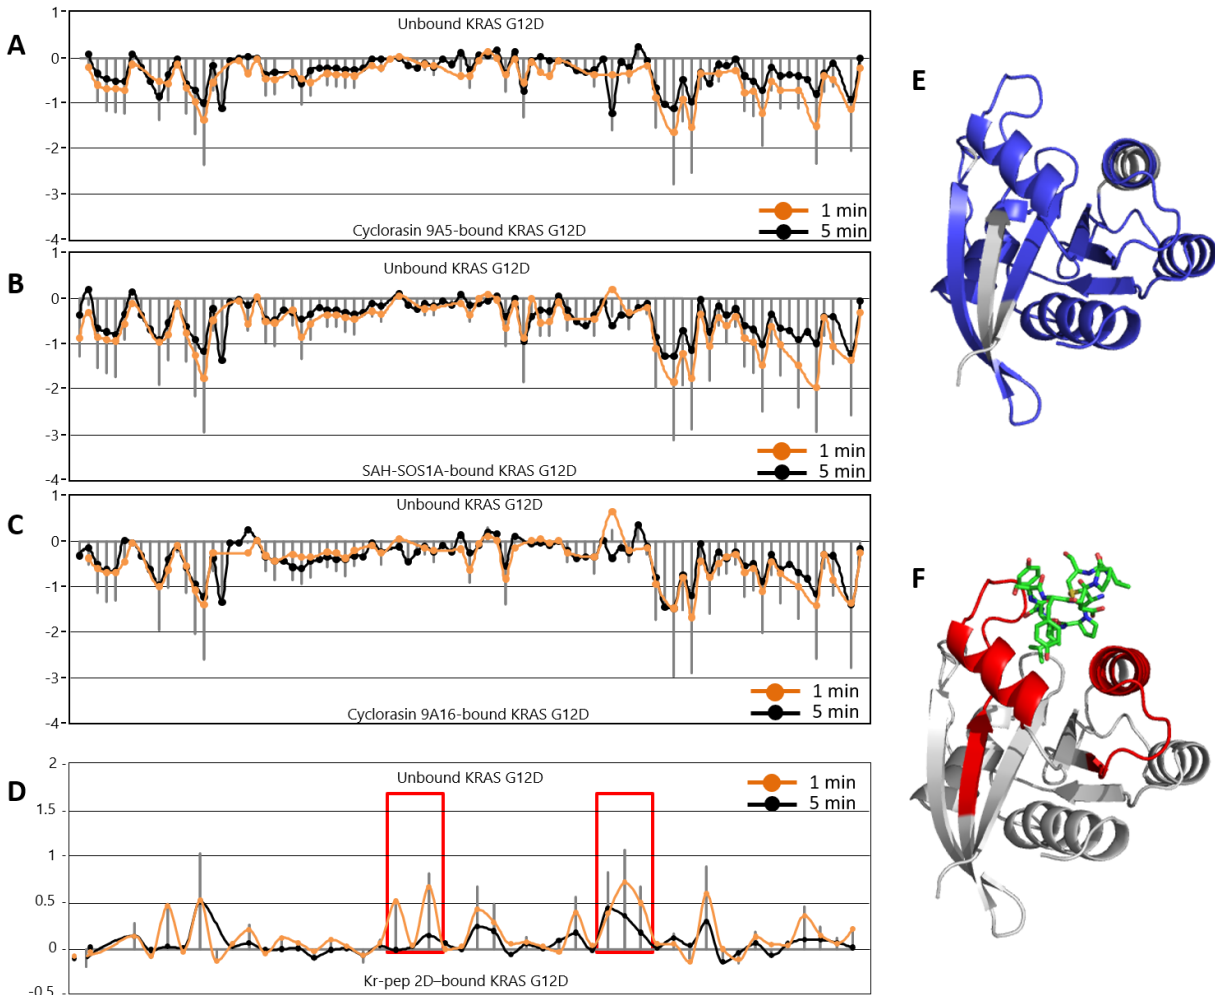 A
1
0
-1
-2
-3
-4
Unbound KRAS G12D
1 min
5 min
Cyclorasin 9A5-bound KRAS G12D
B
1
0
-1
-2
-3
-4
Unbound KRAS G12D
1 min
5 min
SAH-SOS1A-bound KRAS G12D
C
1
0
-1
-2
-3
-4
Unbound KRAS G12D
1 min
5 min
Cyclorasin 9A16-bound KRAS G12D
D
2
1.5
1
0.5
0
-0.5
Unbound KRAS G12D
1 min
5 min
Kr-pep 2D–bound KRAS G12D
E
F